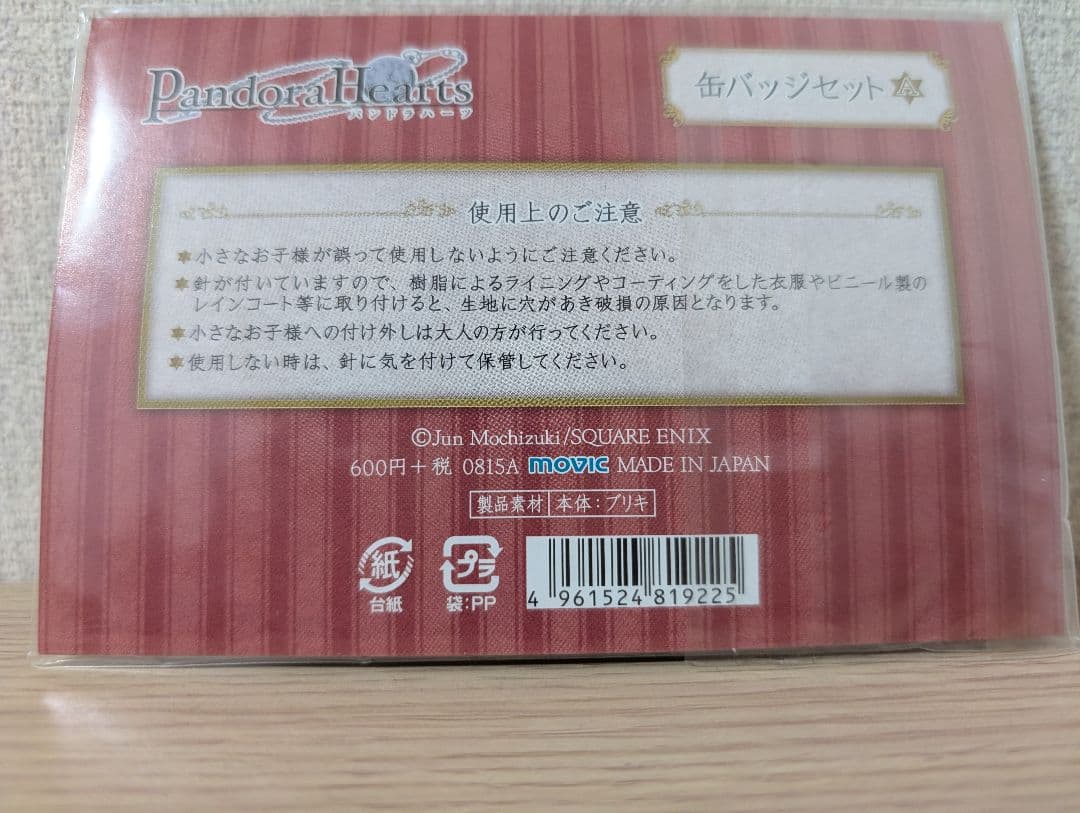 PandoraHearts
パンドラハーツ
缶バッジセット A
使用上のご注意
✶小さなお子様が誤って使用しないようにご注意ください。
✶針が付いていますので、樹脂によるライニングやコーティングをした衣服やビニール製の
レインコート等に取り付けると、生地に穴があき破損の原因となります。
✶小さなお子様への付け外しは大人の方が行ってください。
✶使用しない時は、針に気を付けて保管してください。
©Jun Mochizuki/SQUARE ENIX
600円+税 0815A movic MADE IN JAPAN
製品素材 本体:ブリキ
紙 プラ
台紙 袋:PP
4 961524 819225